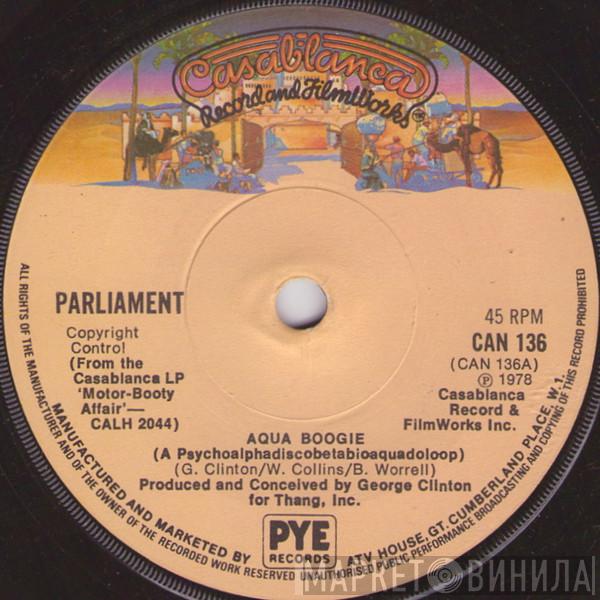 Casablanca
Record and FilmWorks
TM
PARLIAMENT
Copyright
Control
(From the
Casablanca LP
'Motor-Booty
Affair'—
CALH 2044)
45 RPM
CAN 136
(CAN 136A)
Ⓟ 1978
Casablanca
Record &
FilmWorks Inc.
AQUA BOOGIE
(A Psychoalphadiscobetabioaquadoloop)
(G. Clinton/W. Collins/B. Worrell)
Produced and Conceived by George Clinton
for Thang, Inc.
PYE
RECORDS
MANUFACTURED AND MARKETED BY
ATV HOUSE, GT. CUMBERLAND PLACE, W.1.
ALL RIGHTS OF THE MANUFACTURER AND OF THE OWNER OF THE RECORDED WORK RESERVED UNAUTHORISED PUBLIC PERFORMANCE BROADCASTING AND COPYING OF THIS RECORD PROHIBITED
МАРКЕТ ВИНИЛА